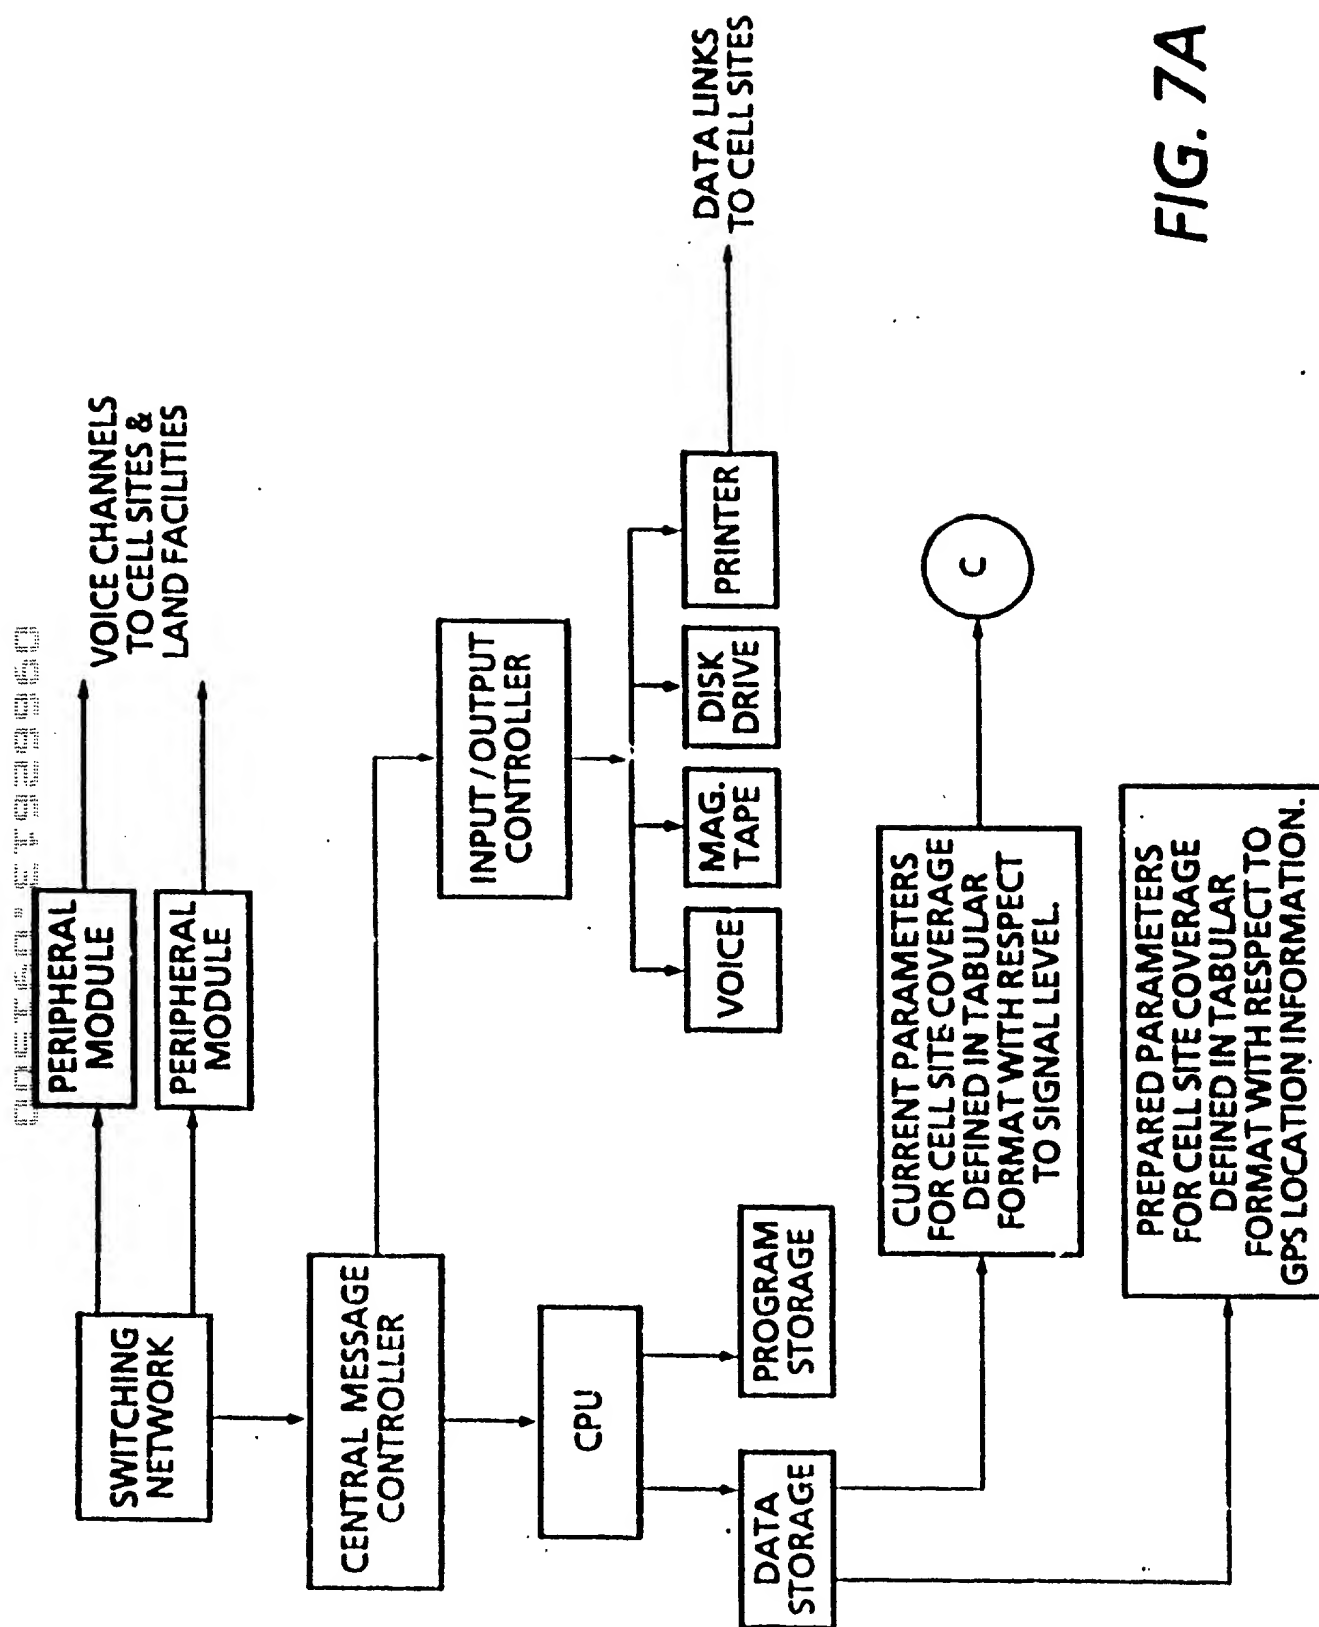 SWITCHING
NETWORK
PERIPHERAL
MODULE
PERIPHERAL
MODULE
VOICE CHANNELS
TO CELL SITES &
LAND FACILITIES
CENTRAL MESSAGE
CONTROLLER
INPUT / OUTPUT
CONTROLLER
CPU
VOICE
MAG.
TAPE
DISK
DRIVE
PRINTER
DATA LINKS
TO CELL SITES
DATA
STORAGE
PROGRAM
STORAGE
CURRENT PARAMETERS
FOR CELL SITE COVERAGE
DEFINED IN TABULAR
FORMAT WITH RESPECT
TO SIGNAL LEVEL.
C
PREPARED PARAMETERS
FOR CELL SITE COVERAGE
DEFINED IN TABULAR
FORMAT WITH RESPECT TO
GPS LOCATION INFORMATION.
FIG. 7A